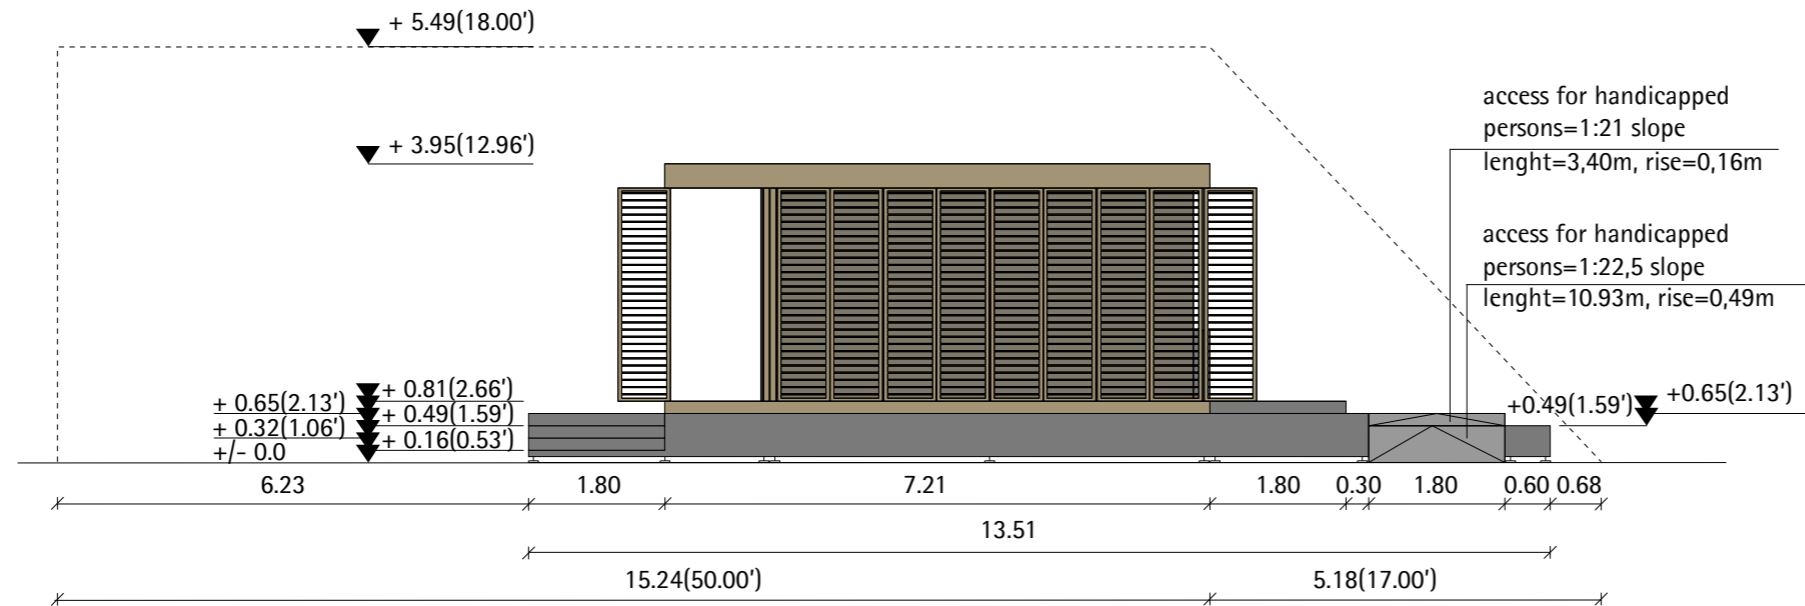 + 5.49(18.00')
+ 3.95(12.96')
access for handicapped
persons=1:21 slope
lenght=3,40m, rise=0,16m
access for handicapped
persons=1:22,5 slope
lenght=10.93m, rise=0,49m
+ 0.81(2.66')
+ 0.65(2.13')
+ 0.49(1.59')
+ 0.32(1.06')
+ 0.16(0.53')
+/- 0.0
+0.49(1.59')
+0.65(2.13')
6.23 1.80 7.21 1.80 0.30 1.80 0.60 0.68
13.51
15.24(50.00') 5.18(17.00')